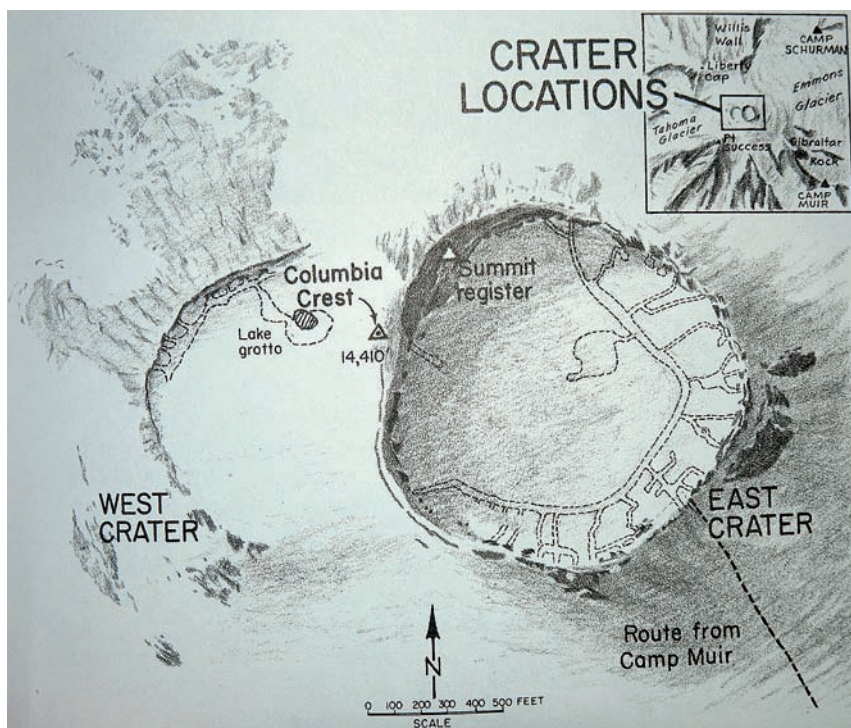 CRATER
LOCATIONS
Willis
Wall
CAMP
SCHURMAN
Liberty
Cap
Emmons
Glacier
Tahoma
Glacier
Pt
Success
Gibraltar
Rock
CAMP
MUIR
Columbia
Crest
Summit
register
Lake
grotto
14,410'
WEST
CRATER
EAST
CRATER
Route from
Camp Muir
N
0 100 200 300 400 500 FEET
SCALE